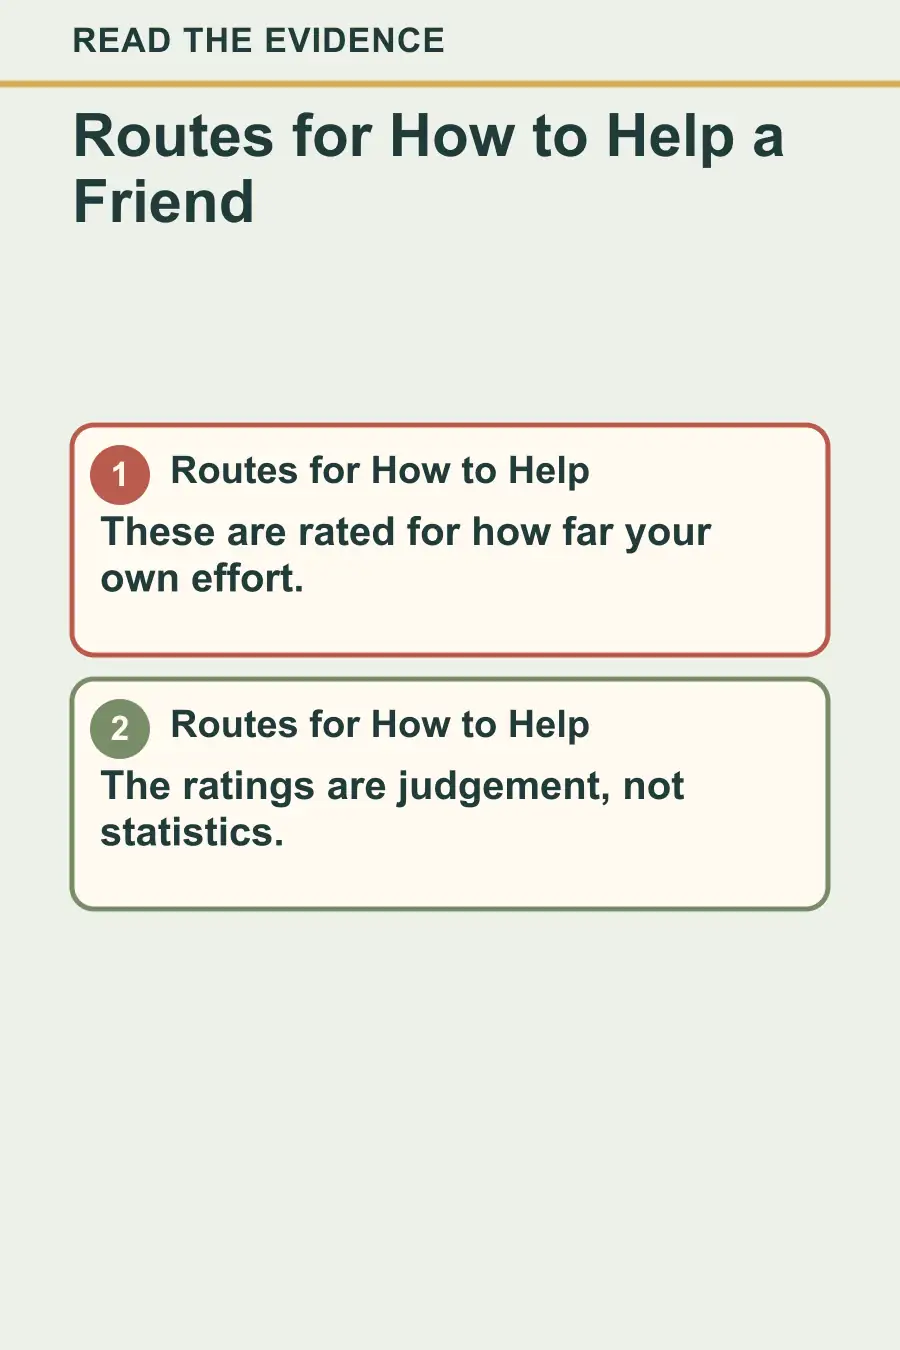 READ THE EVIDENCE
Routes for How to Help a
Friend
1
Routes for How to Help
These are rated for how far your
own effort.
2
Routes for How to Help
The ratings are judgement, not
statistics.